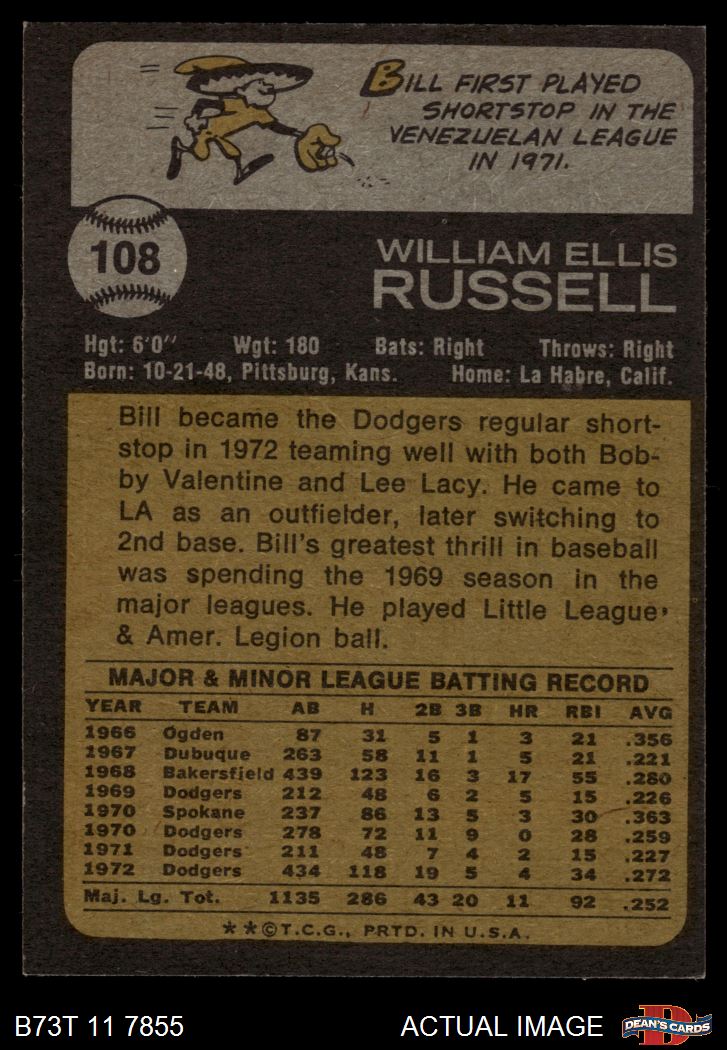 BILL FIRST PLAYED
SHORTSTOP IN THE
VENEZUELAN LEAGUE
IN 1971.
108
WILLIAM ELLIS
RUSSELL
Hgt: 6'0" Wgt: 180 Bats: Right Throws: Right
Born: 10-21-48, Pittsburg, Kans. Home: La Habre, Calif.
Bill became the Dodgers regular short-
stop in 1972 teaming well with both Bob-
by Valentine and Lee Lacy. He came to
LA as an outfielder, later switching to
2nd base. Bill's greatest thrill in baseball
was spending the 1969 season in the
major leagues. He played Little League
& Amer. Legion ball.
MAJOR & MINOR LEAGUE BATTING RECORD
YEAR TEAM AB H 2B 3B HR RBI AVG
1966 Ogden 87 31 5 1 3 21 .356
1967 Dubuque 263 58 11 1 5 21 .221
1968 Bakersfield 439 123 16 3 17 55 .280
1969 Dodgers 212 48 6 2 5 15 .226
1970 Spokane 237 86 13 5 3 30 .363
1970 Dodgers 278 72 11 9 0 28 .259
1971 Dodgers 211 48 7 4 2 15 .227
1972 Dodgers 434 118 19 5 4 34 .272
Maj. Lg. Tot. 1135 286 43 20 11 92 .252
**©T.C.G., PRTD. IN U.S.A.
B73T 11 7855 ACTUAL IMAGE DEAN'S CARDS